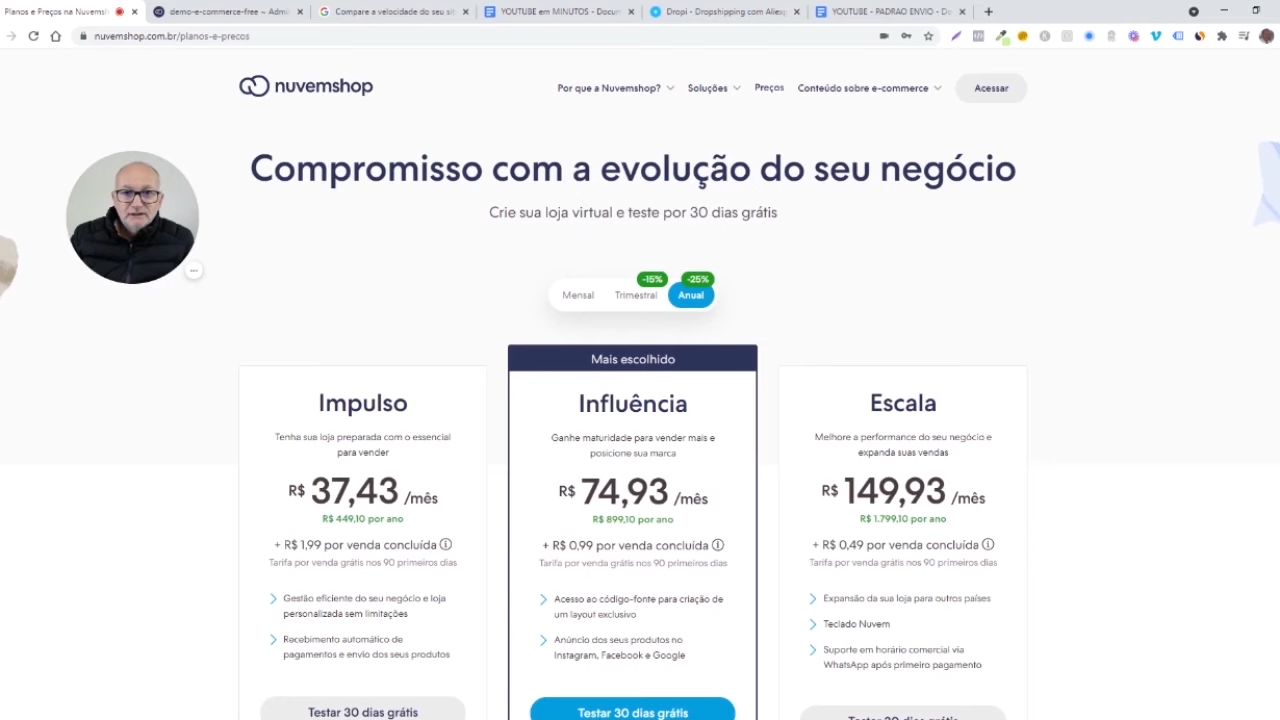 Planos e Preços na Nuvemsh
demo-e-commerce-free – Admin
Compare a velocidade do seu si
YOUTUBE em MINUTOS - Docum
Dropi - Dropshipping com Aliexp
YOUTUBE - PADRAO ENVIO - Do
nuvemshop.com.br/planos-e-precos
nuvemshop
Por que a Nuvemshop?
Soluções
Preços
Conteúdo sobre e-commerce
Acessar
Compromisso com a evolução do seu negócio
Crie sua loja virtual e teste por 30 dias grátis
-15%
-25%
Mensal
Trimestral
Anual
Impulso
Tenha sua loja preparada com o essencial
para vender
R$ 37,43 /mês
R$ 449,10 por ano
+ R$ 1,99 por venda concluída
Tarifa por venda grátis nos 90 primeiros dias
Gestão eficiente do seu negócio e loja
personalizada sem limitações
Recebimento automático de
pagamentos e envio dos seus produtos
Testar 30 dias grátis
Mais escolhido
Influência
Ganhe maturidade para vender mais e
posicione sua marca
R$ 74,93 /mês
R$ 899,10 por ano
+ R$ 0,99 por venda concluída
Tarifa por venda grátis nos 90 primeiros dias
Acesso ao código-fonte para criação de
um layout exclusivo
Anúncio dos seus produtos no
Instagram, Facebook e Google
Testar 30 dias grátis
Escala
Melhore a performance do seu negócio e
expanda suas vendas
R$ 149,93 /mês
R$ 1.799,10 por ano
+ R$ 0,49 por venda concluída
Tarifa por venda grátis nos 90 primeiros dias
Expansão da sua loja para outros países
Teclado Nuvem
Suporte em horário comercial via
WhatsApp após primeiro pagamento
Testar 30 dias grátis